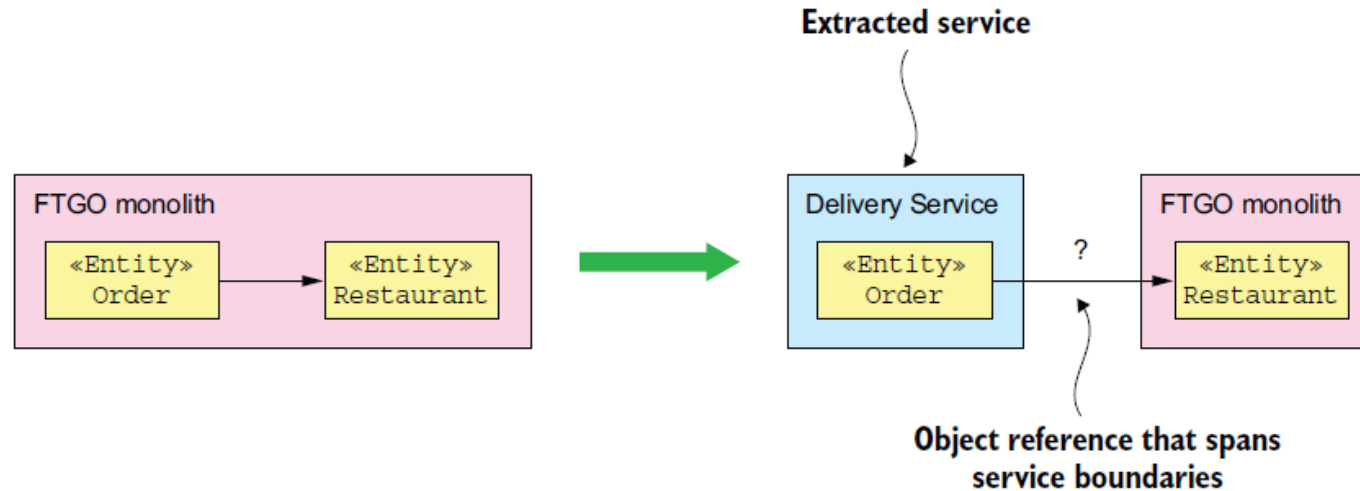 Extracted service
FTGO monolith
«Entity»
Order
«Entity»
Restaurant
Delivery Service
«Entity»
Order
?
FTGO monolith
«Entity»
Restaurant
Object reference that spans
service boundaries